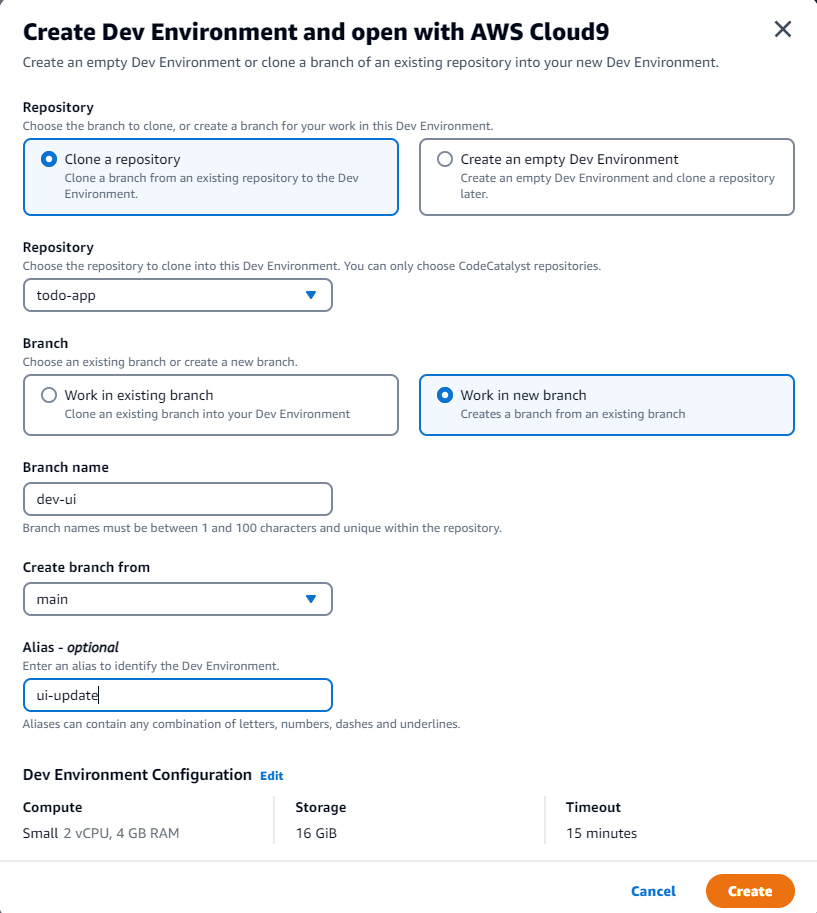 Create Dev Environment and open with AWS Cloud9
Create an empty Dev Environment or clone a branch of an existing repository into your new Dev Environment.
Repository
Choose the branch to clone, or create a branch for your work in this Dev Environment.
Clone a repository
Clone a branch from an existing repository to the Dev
Environment.
Create an empty Dev Environment
Create an empty Dev Environment and clone a repository
later.
Repository
Choose the repository to clone into this Dev Environment. You can only choose CodeCatalyst repositories.
todo-app
Branch
Choose an existing branch or create a new branch.
Work in existing branch
Clone an existing branch into your Dev Environment
Work in new branch
Creates a branch from an existing branch
Branch name
dev-ui
Branch names must be between 1 and 100 characters and unique within the repository.
Create branch from
main
Alias - optional
Enter an alias to identify the Dev Environment.
ui-update
Aliases can contain any combination of letters, numbers, dashes and underlines.
Dev Environment Configuration Edit
Compute
Small 2 vCPU, 4 GB RAM
Storage
16 GiB
Timeout
15 minutes
Cancel
Create